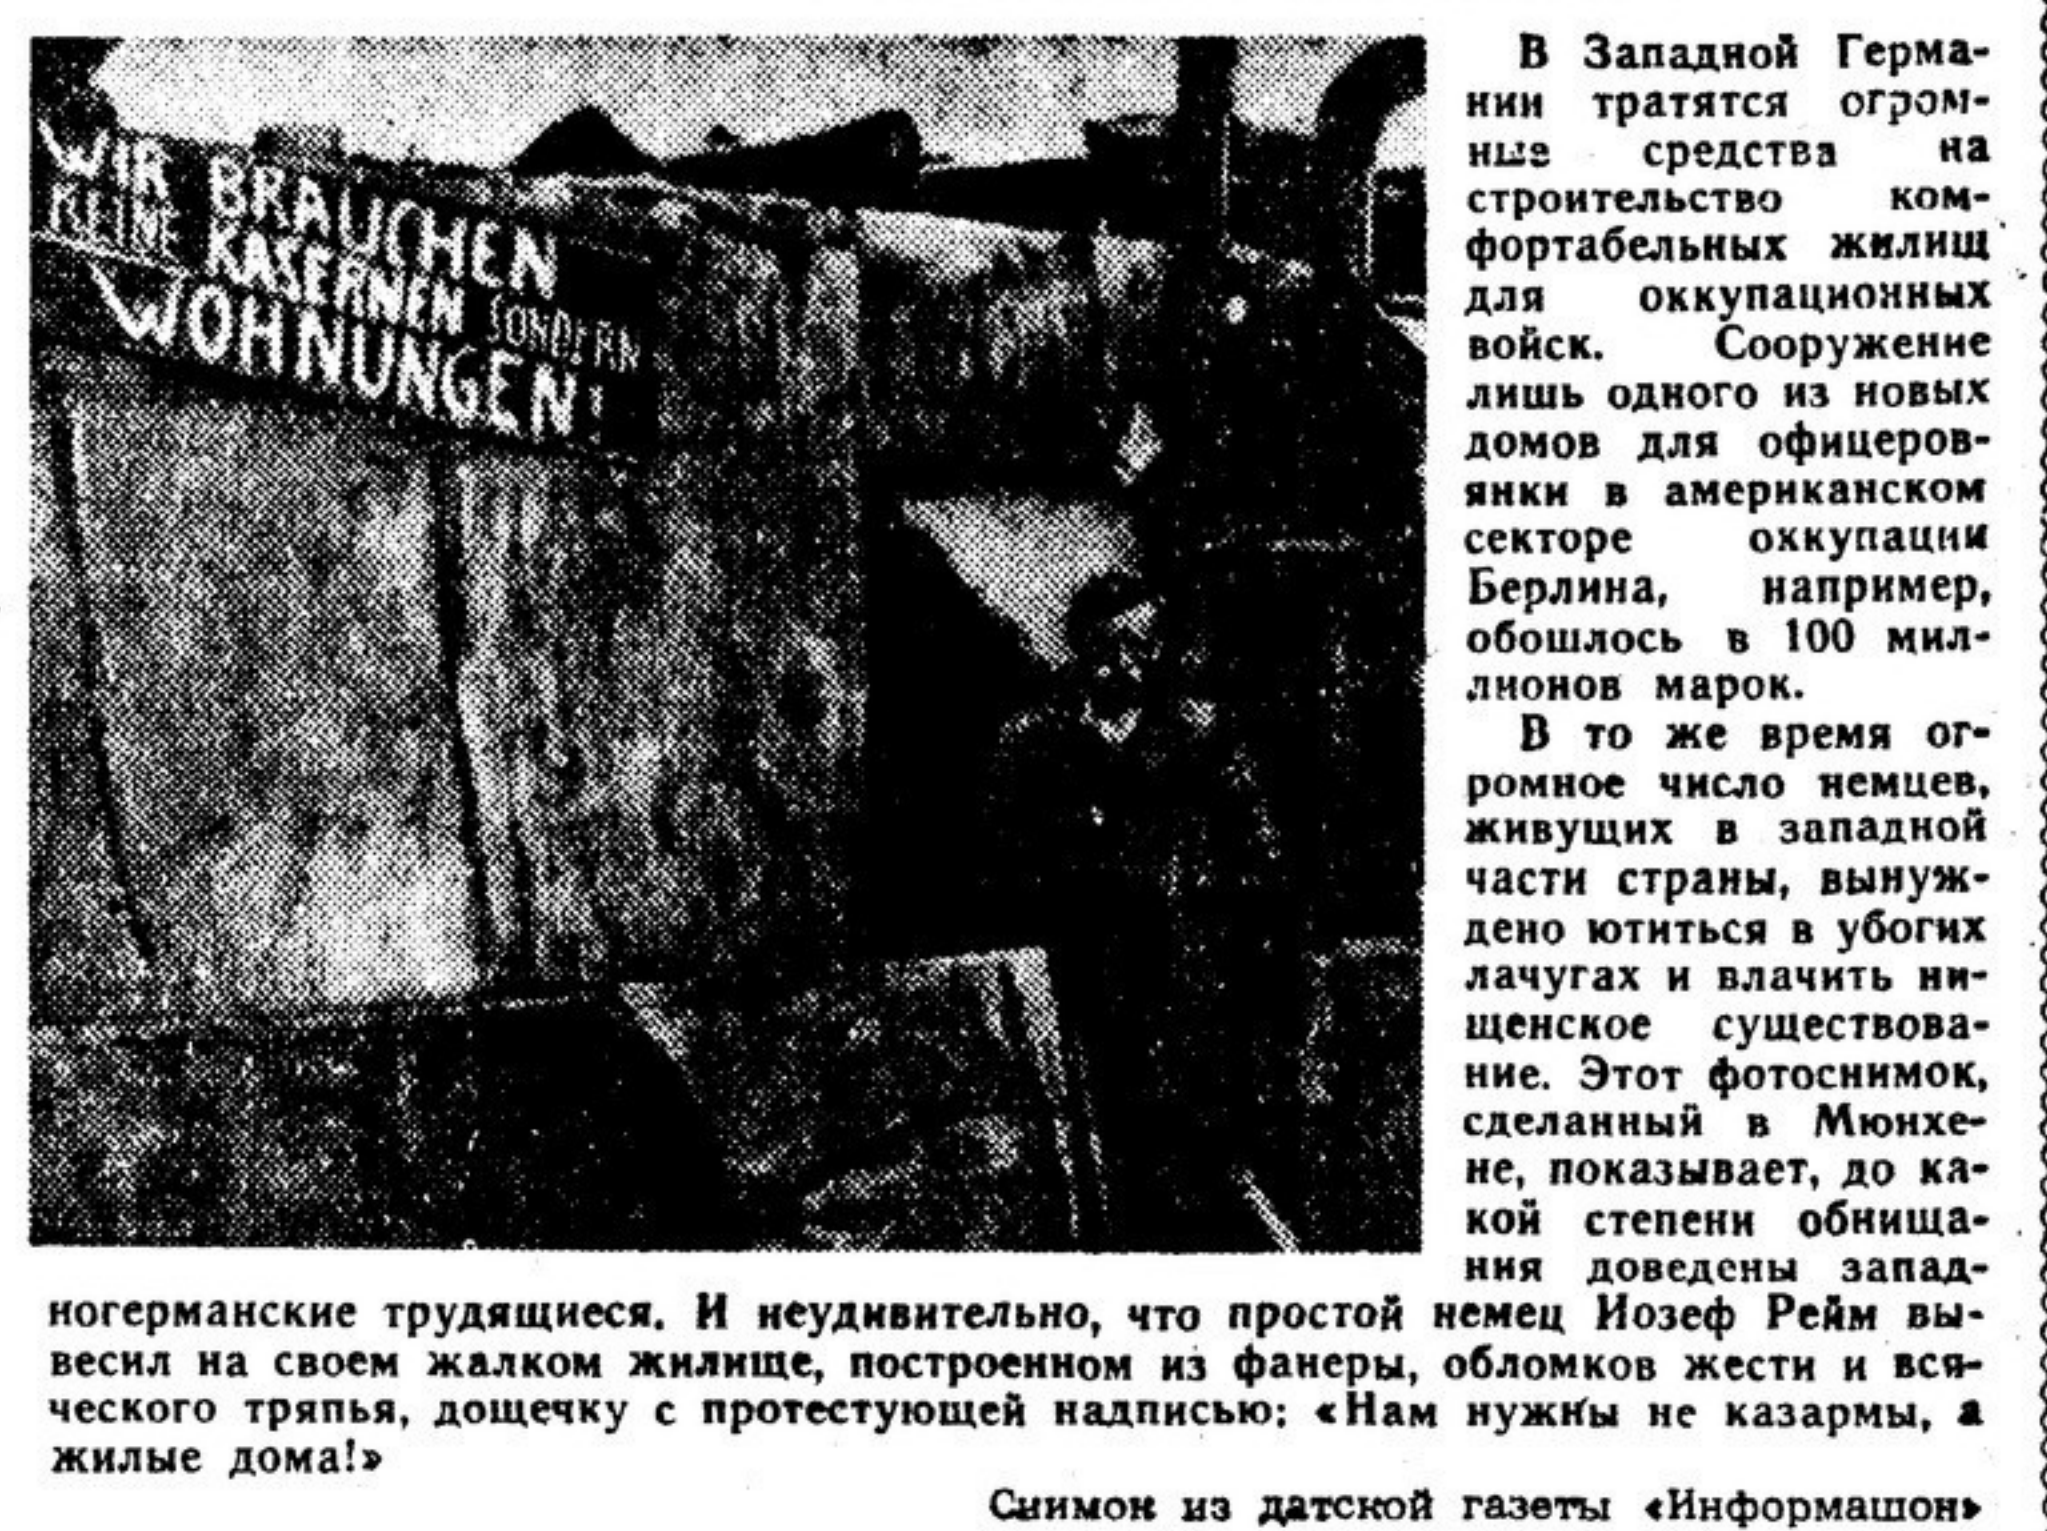 WIR BRAUCHEN
KEINE KASERNEN SONDERN
WOHNUNGEN!
В Западной Герма-
нии тратятся огром-
ные средства на
строительство ком-
фортабельных жилищ
для оккупационных
войск. Сооружение
лишь одного из новых
домов для офицеров-
янки в американском
секторе оккупации
Берлина, например,
обошлось в 100 мил-
лионов марок.
В то же время ог-
ромное число немцев,
живущих в западной
части страны, вынуж-
дено ютиться в убогих
лачугах и влачить ни-
щенское существова-
ние. Этот фотоснимок,
сделанный в Мюнхе-
не, показывает, до ка-
кой степени обнища-
ния доведены запад-
ногерманские трудящиеся. И неудивительно, что простой немец Иозеф Рейм вы-
весил на своем жалком жилище, построенном из фанеры, обломков жести и вся-
ческого тряпья, дощечку с протестующей надписью: «Нам нужны не казармы, а
жилые дома!»
Снимок из датской газеты «Информашон»